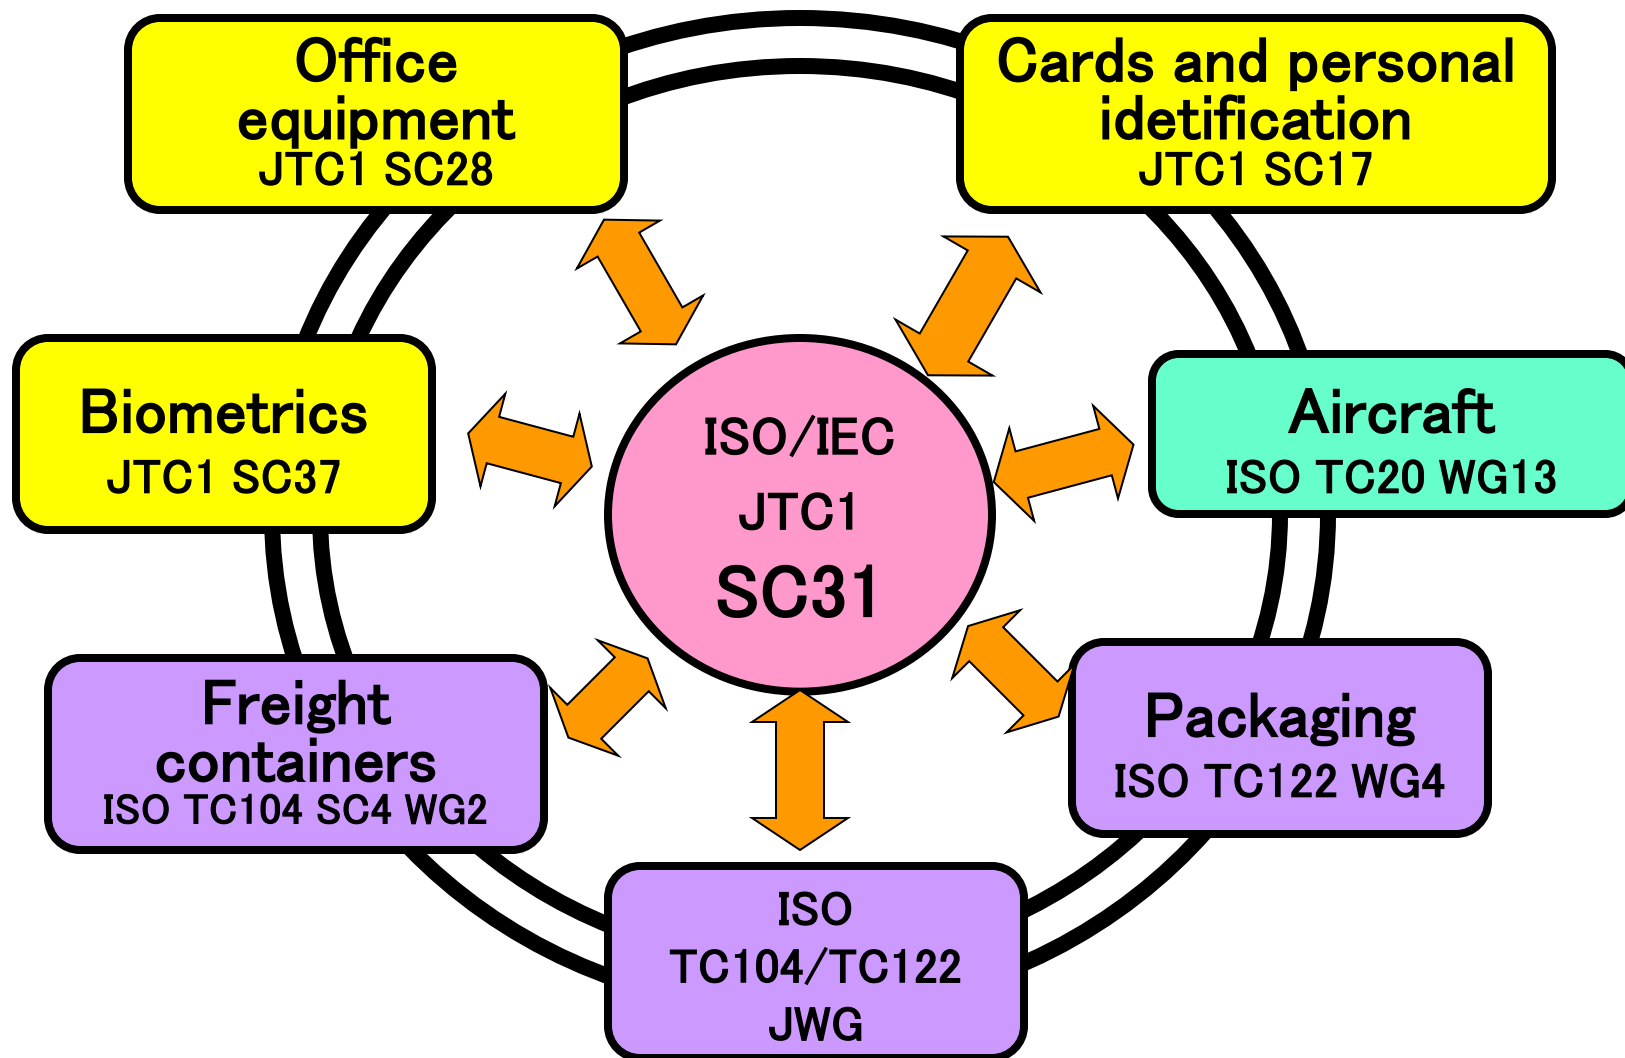 Office
equipment
JTC1 SC28
Cards and personal
idetification
JTC1 SC17
Biometrics
JTC1 SC37
ISO/IEC
JTC1
SC31
Aircraft
ISO TC20 WG13
Freight
containers
ISO TC104 SC4 WG2
Packaging
ISO TC122 WG4
ISO
TC104/TC122
JWG